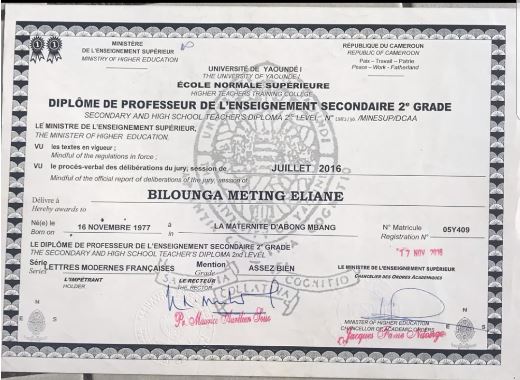 MINISTÈRE
DE L'ENSEIGNEMENT SUPÉRIEUR
MINISTRY OF HIGHER EDUCATION
RÉPUBLIQUE DU CAMEROUN
REPUBLIC OF CAMEROON
Paix – Travail – Patrie
Peace – Work - Fatherland
UNIVERSITÉ DE YAOUNDÉ I
THE UNIVERSITY OF YAOUNDE I
ÉCOLE NORMALE SUPÉRIEURE
HIGHER TEACHERS TRAINING COLLEGE
DIPLÔME DE PROFESSEUR DE L'ENSEIGNEMENT SECONDAIRE 2e GRADE
SECONDARY AND HIGH SCHOOL TEACHER'S DIPLOMA 2nd LEVEL, N° /MINESUP/DCAA
LE MINISTRE DE L'ENSEIGNEMENT SUPÉRIEUR,
THE MINISTER OF HIGHER EDUCATION,
VU les textes en vigueur ;
Mindful of the regulations in force ;
VU le procès-verbal des délibérations du jury, session de JUILLET 2016
Mindful of the official report of deliberations of the jury, session of
Délivre à BILOUNGA METING ELIANE
Hereby awards to
Né(e) le 16 NOVEMBRE 1977 à LA MATERNITE D'ABONG MBANG N° Matricule 05Y409
Born on in Registration N°
LE DIPLÔME DE PROFESSEUR DE L'ENSEIGNEMENT SECONDAIRE 2e GRADE
THE SECONDARY AND HIGH SCHOOL TEACHER'S DIPLOMA 2nd LEVEL
17 NOV 2016
Série LETTRES MODERNES FRANÇAISES Mention ASSEZ BIEN
Series Grade
LE MINISTRE DE L'ENSEIGNEMENT SUPÉRIEUR
CHANCELIER DES ORDRES ACADEMIQUES
L'IMPÉTRANT
HOLDER
LE RECTEUR
THE RECTOR
MINISTER OF HIGHER EDUCATION
CHANCELLOR OF ACADEMIC ORDERS
Pr. Maurice Aurélien Sosso
Jacques Fame Ndongo